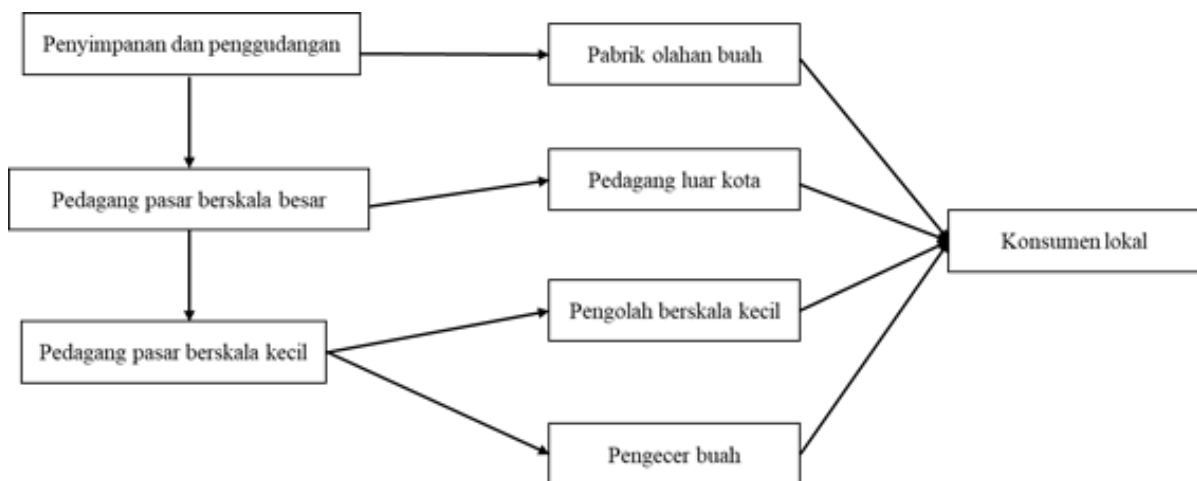 Penyimpanan dan penggudangan
Pabrik olahan buah
Pedagang pasar berskala besar
Pedagang luar kota
Konsumen lokal
Pedagang pasar berskala kecil
Pengolah berskala kecil
Pengecer buah